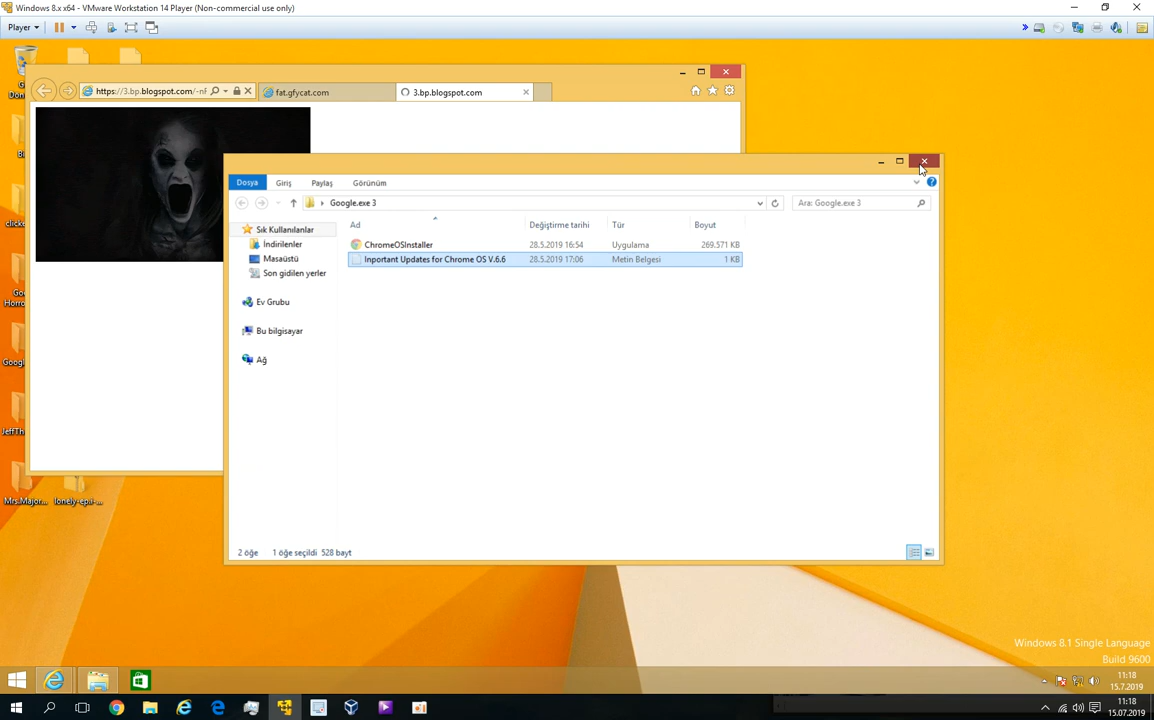 Windows 8.x x64 - VMware Workstation 14 Player (Non-commercial use only)
Player
https://3.bp.blogspot.com/-nF
fat.gfycat.com
3.bp.blogspot.com
Dosya Giriş Paylaş Görünüm
Google.exe 3
Ara: Google.exe 3
Ad Değiştirme tarihi Tür Boyut
Sık Kullanılanlar
İndirilenler
Masaüstü
Son gidilen yerler
Ev Grubu
Bu bilgisayar
Ağ
ChromeOSInstaller 28.5.2019 16:54 Uygulama 269.571 KB
Inportant Updates for Chrome OS V.6.6 28.5.2019 17:06 Metin Belgesi 1 KB
2 öğe 1 öğe seçildi 528 bayt
Mrs.Major...
Windows 8.1 Single Language
Build 9600
11:18
15.7.2019
11:18
15.07.2019